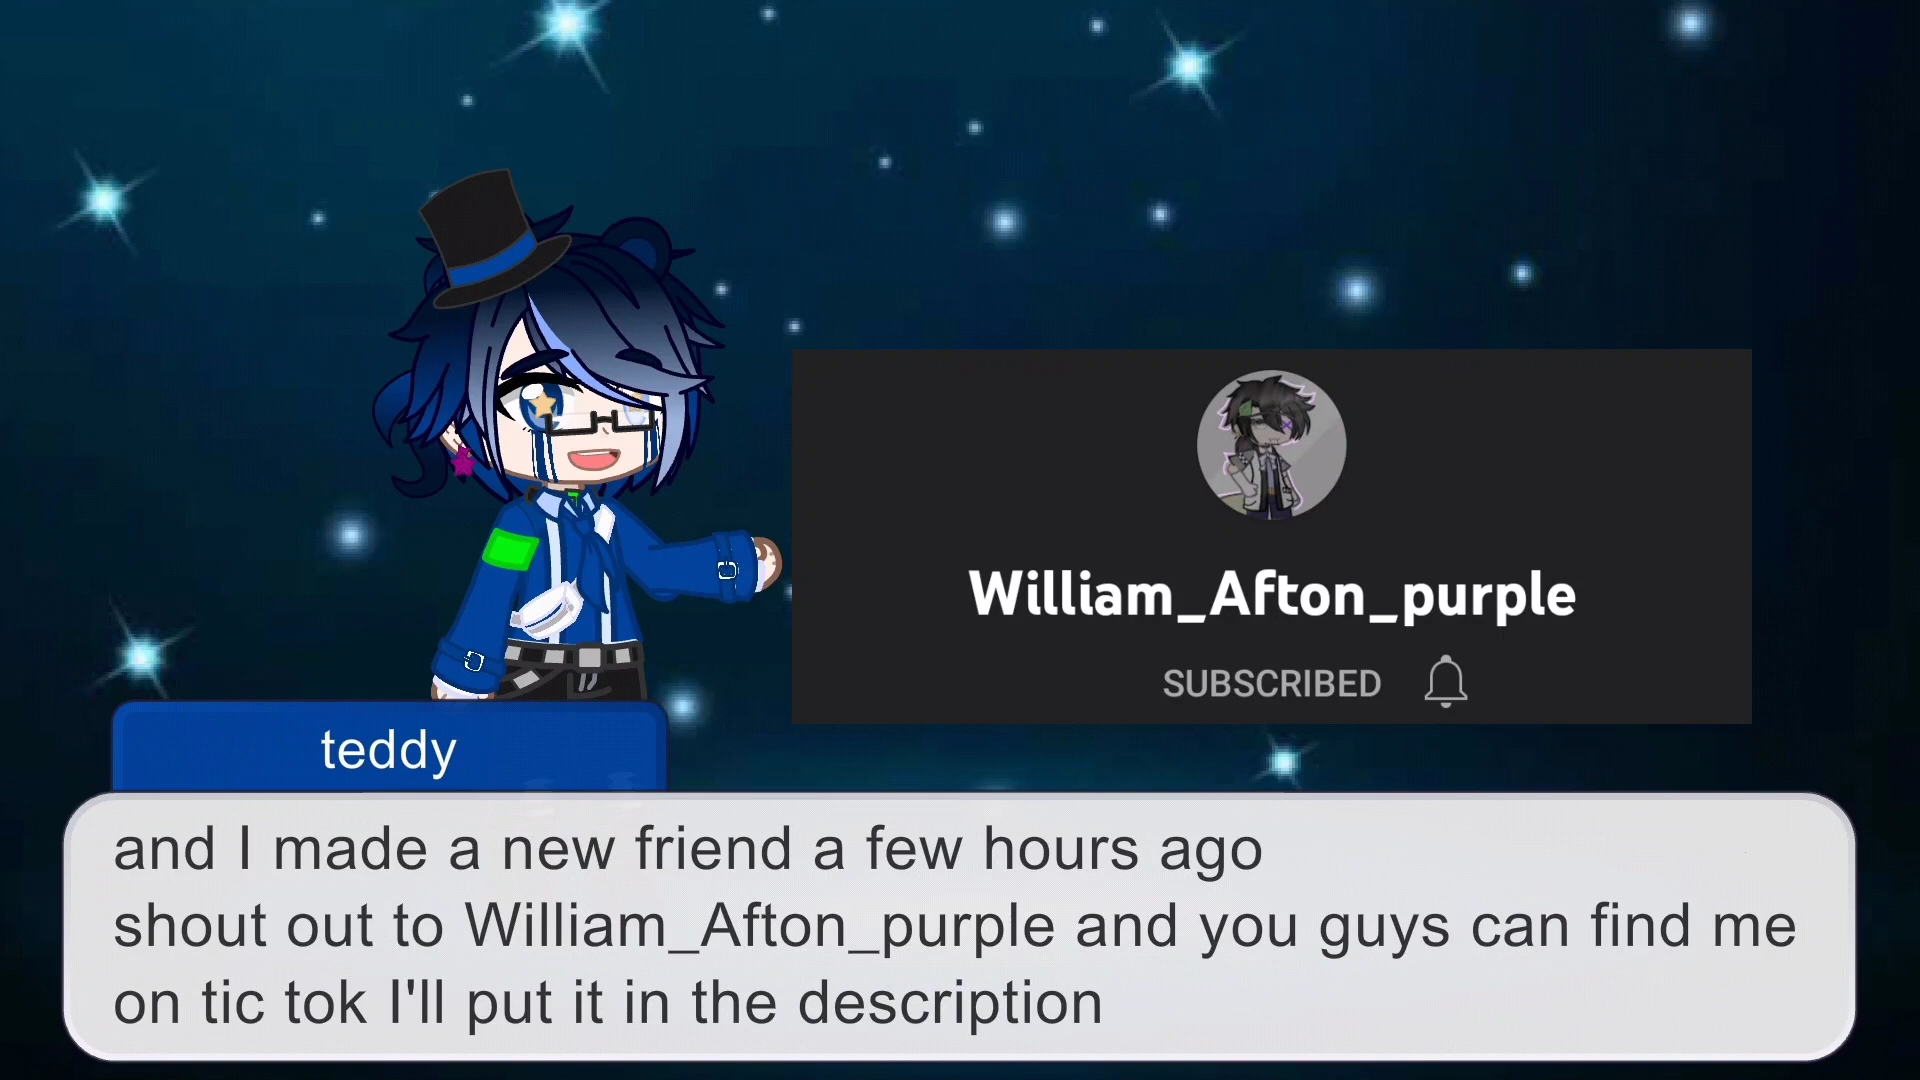 William_Afton_purple
SUBSCRIBED
teddy
and I made a new friend a few hours ago
shout out to William_Afton_purple and you guys can find me
on tic tok I'll put it in the description